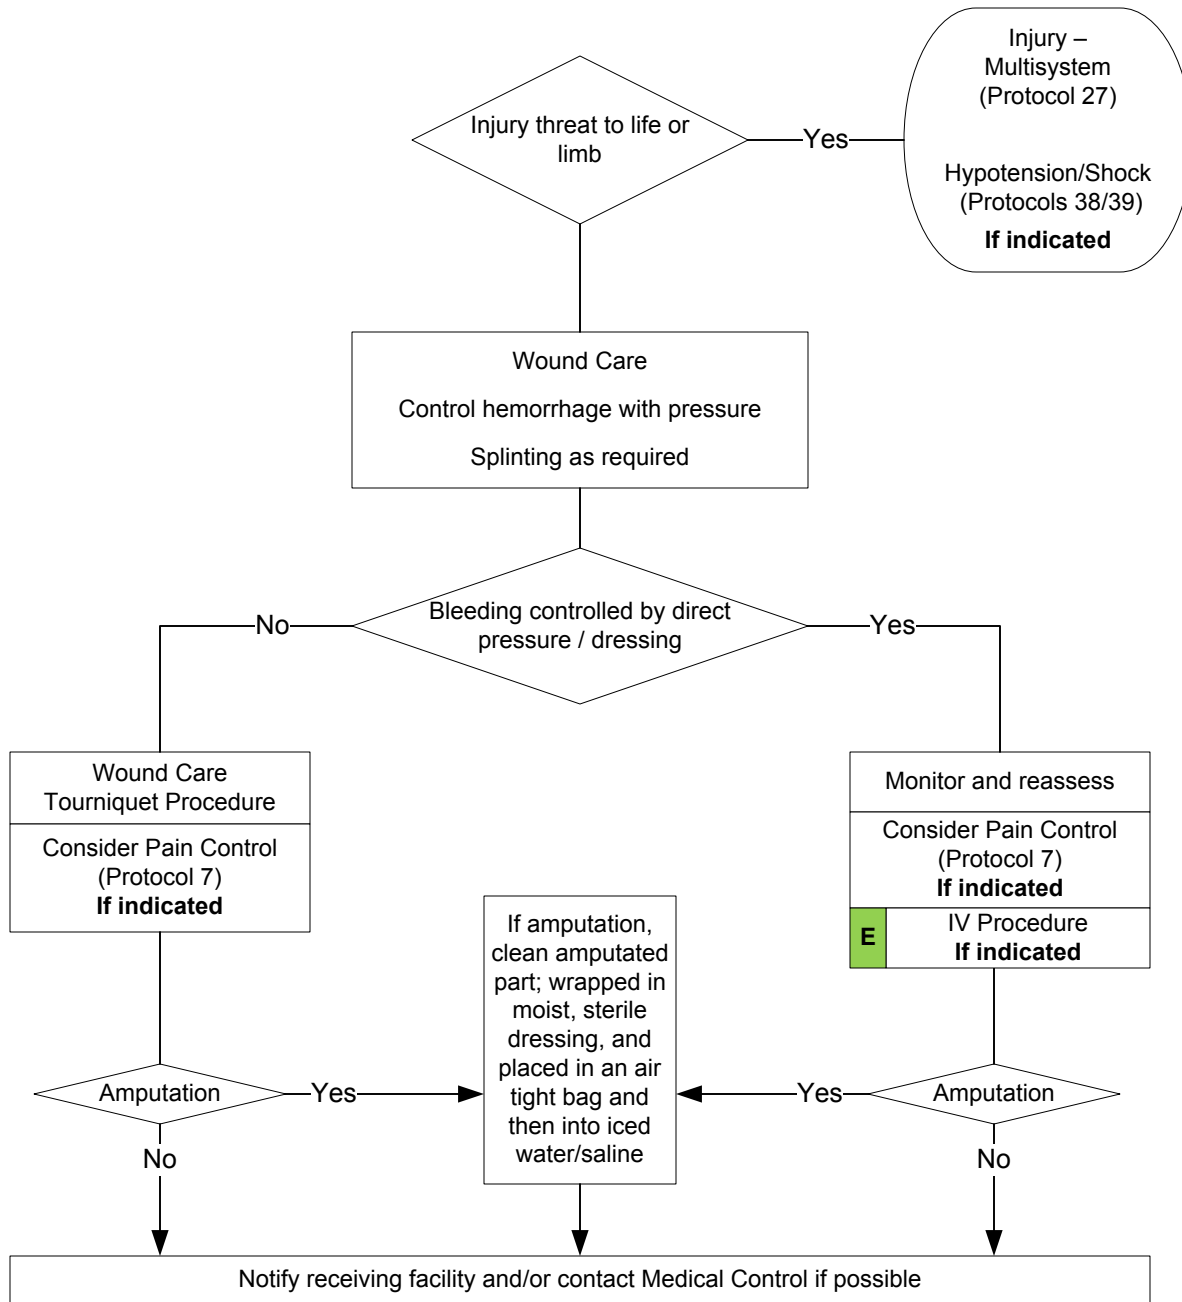 Injury –
Multisystem
(Protocol 27)
Injury threat to life or
limb
Yes
Hypotension/Shock
(Protocols 38/39)
If indicated
Wound Care
Control hemorrhage with pressure
Splinting as required
Bleeding controlled by direct
pressure / dressing
No
Yes
Wound Care
Tourniquet Procedure
Consider Pain Control
(Protocol 7)
If indicated
Monitor and reassess
Consider Pain Control
(Protocol 7)
If indicated
E
IV Procedure
If indicated
If amputation,
clean amputated
part; wrapped in
moist, sterile
dressing, and
placed in an air
tight bag and
then into iced
water/saline
Amputation
Yes
Yes
Amputation
No
No
Notify receiving facility and/or contact Medical Control if possible